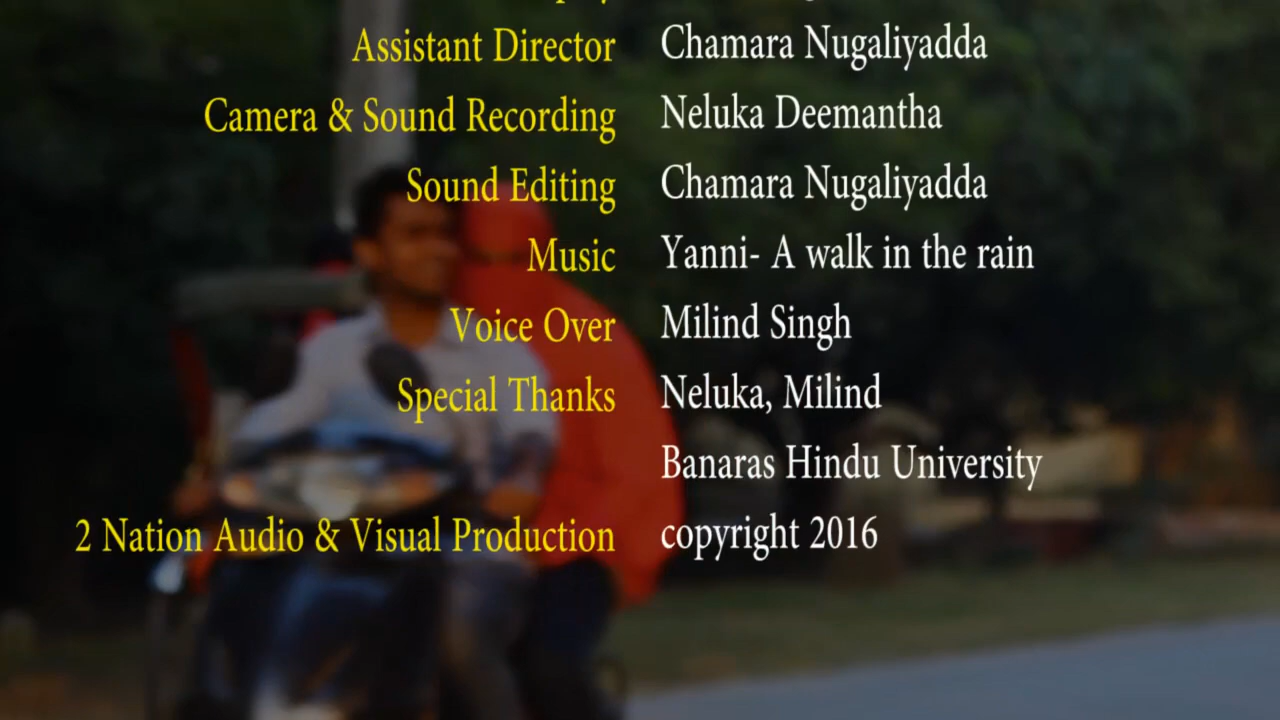 Assistant Director Chamara Nugaliyadda
Camera & Sound Recording Neluka Deemantha
Sound Editing Chamara Nugaliyadda
Music Yanni- A walk in the rain
Voice Over Milind Singh
Special Thanks Neluka, Milind
Banaras Hindu University
2 Nation Audio & Visual Production copyright 2016